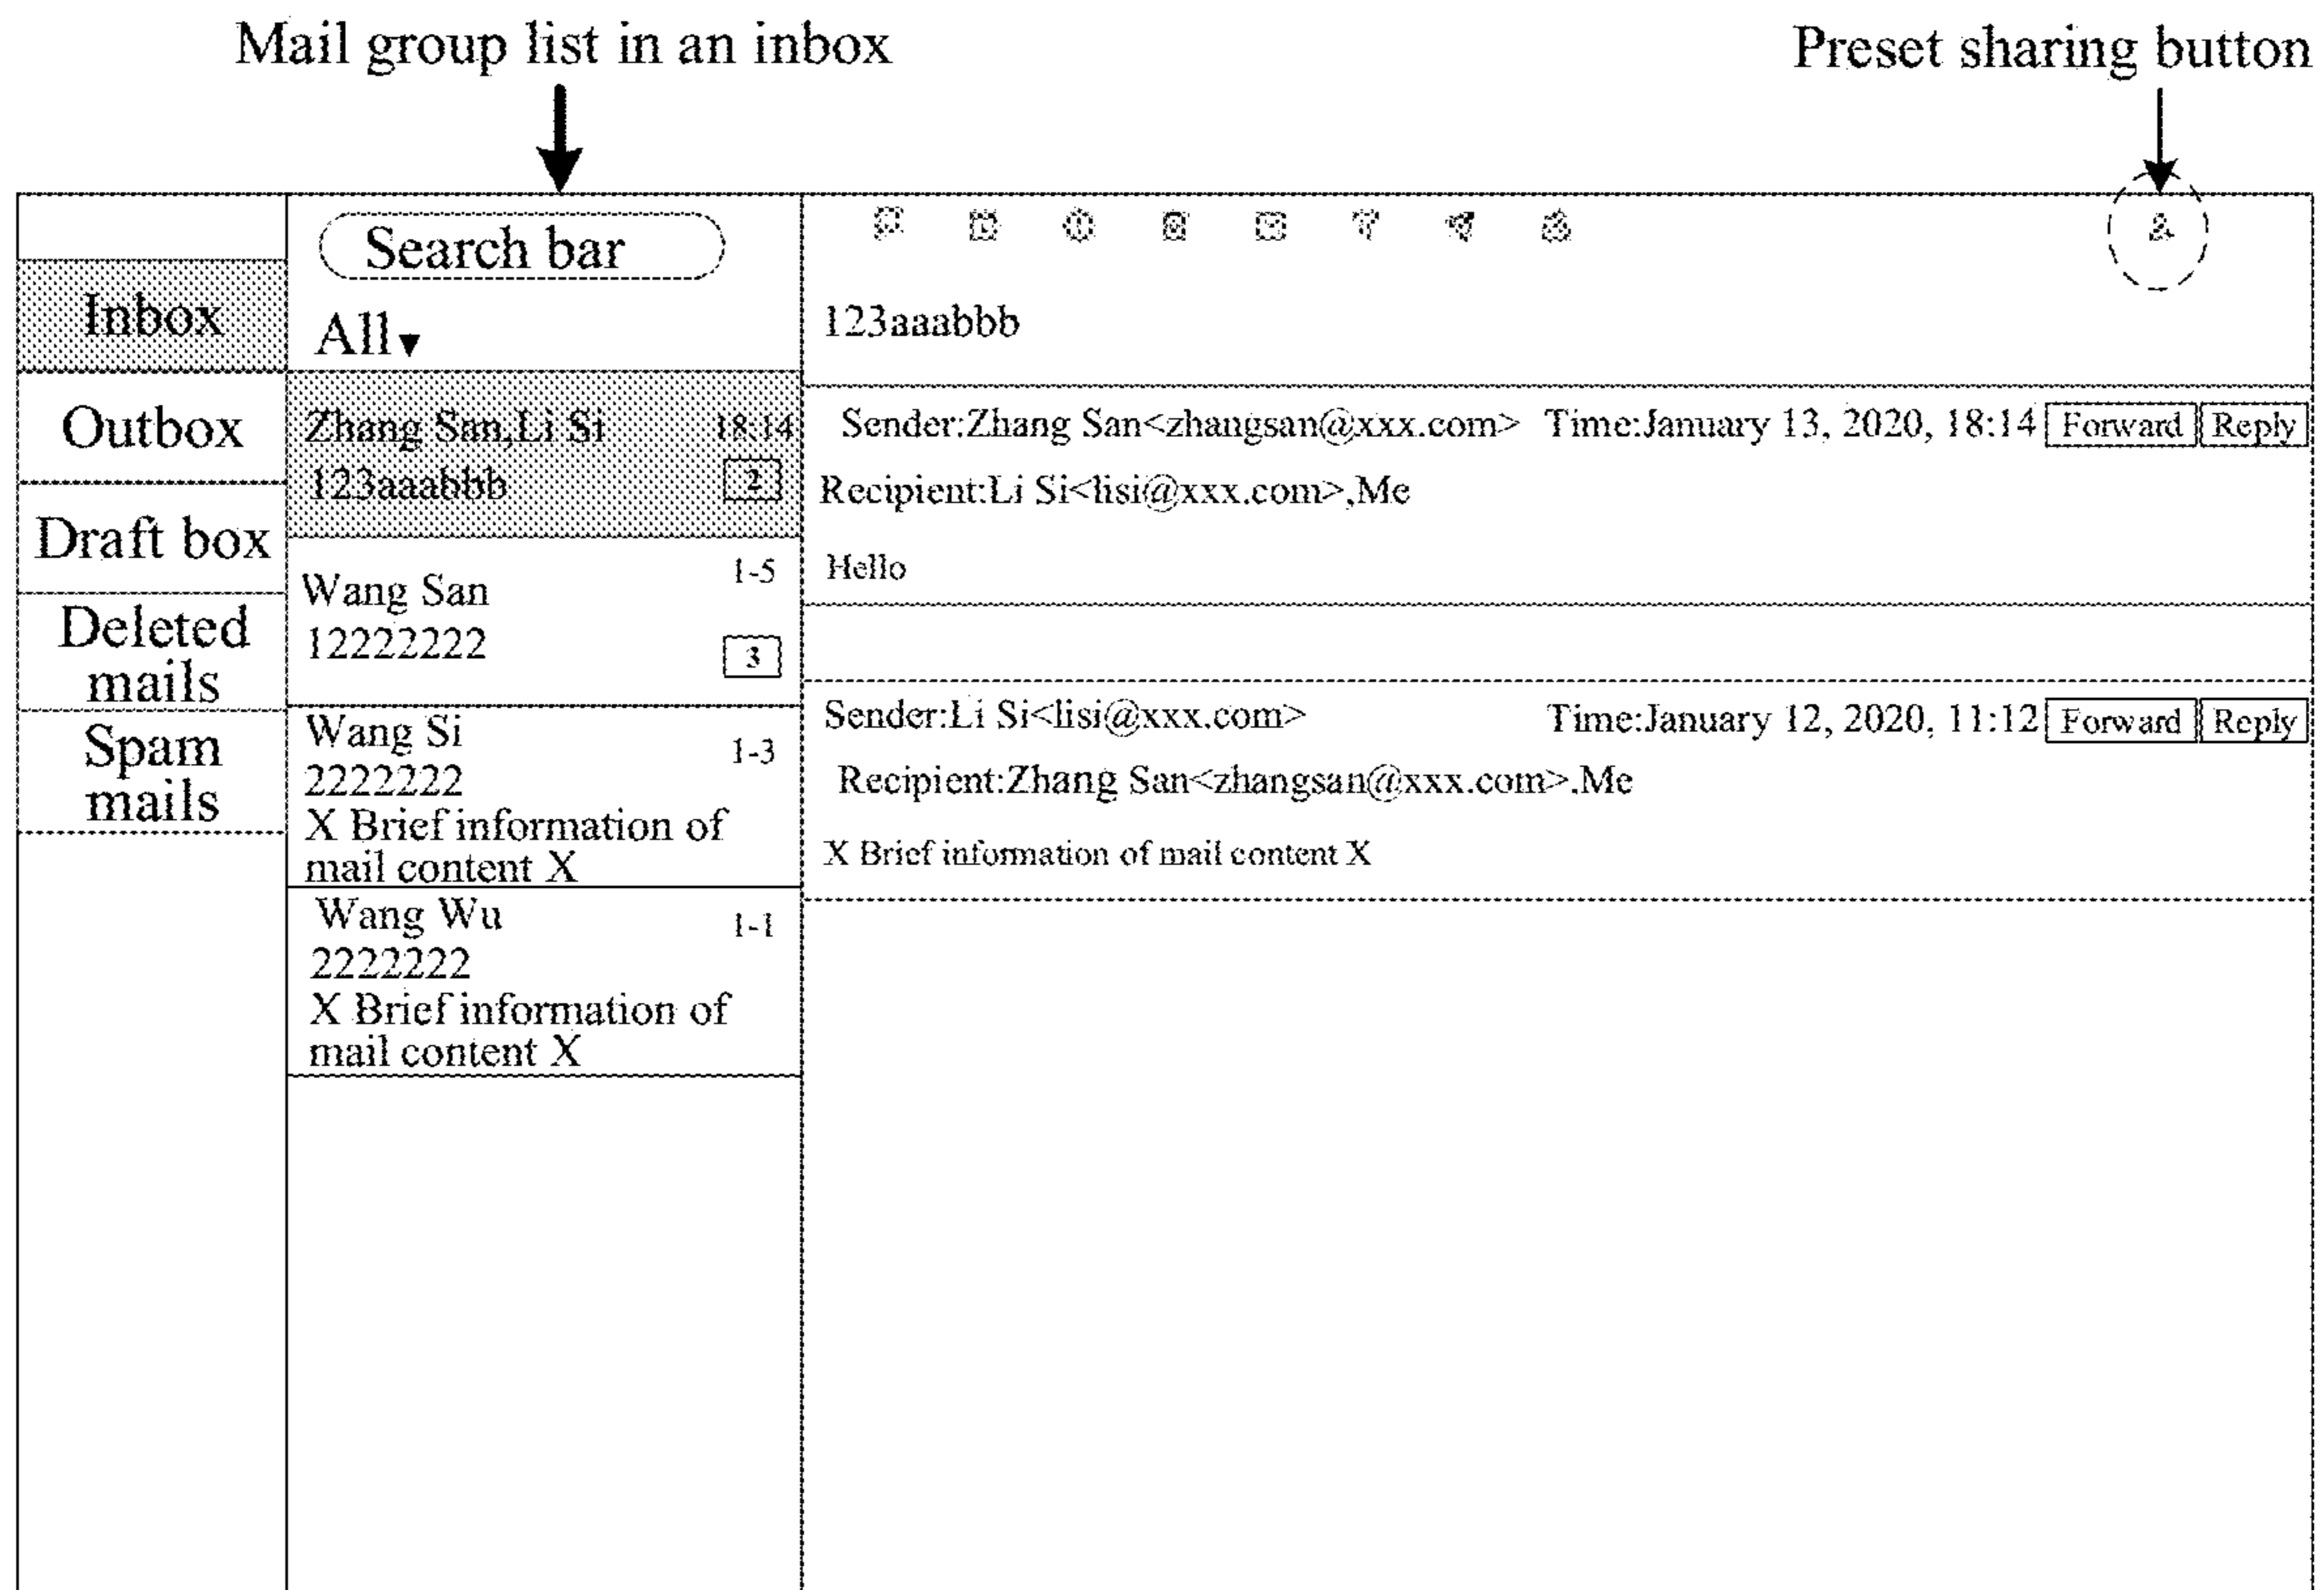 Mail group list in an inbox
Preset sharing button
Inbox
Outbox
Draft box
Deleted
mails
Spam
mails
Search bar
All
Zhang San,Li Si 18:14
123aaabbb 2
Wang San 1-5
12222222 3
Wang Si 1-3
2222222
X Brief information of
mail content X
Wang Wu 1-1
2222222
X Brief information of
mail content X
123aaabbb
Sender:Zhang San<zhangsan@xxx.com> Time:January 13, 2020, 18:14 Forward Reply
Recipient:Li Si<lisi@xxx.com>,Me
Hello
Sender:Li Si<lisi@xxx.com> Time:January 12, 2020, 11:12 Forward Reply
Recipient:Zhang San<zhangsan@xxx.com>,Me
X Brief information of mail content X